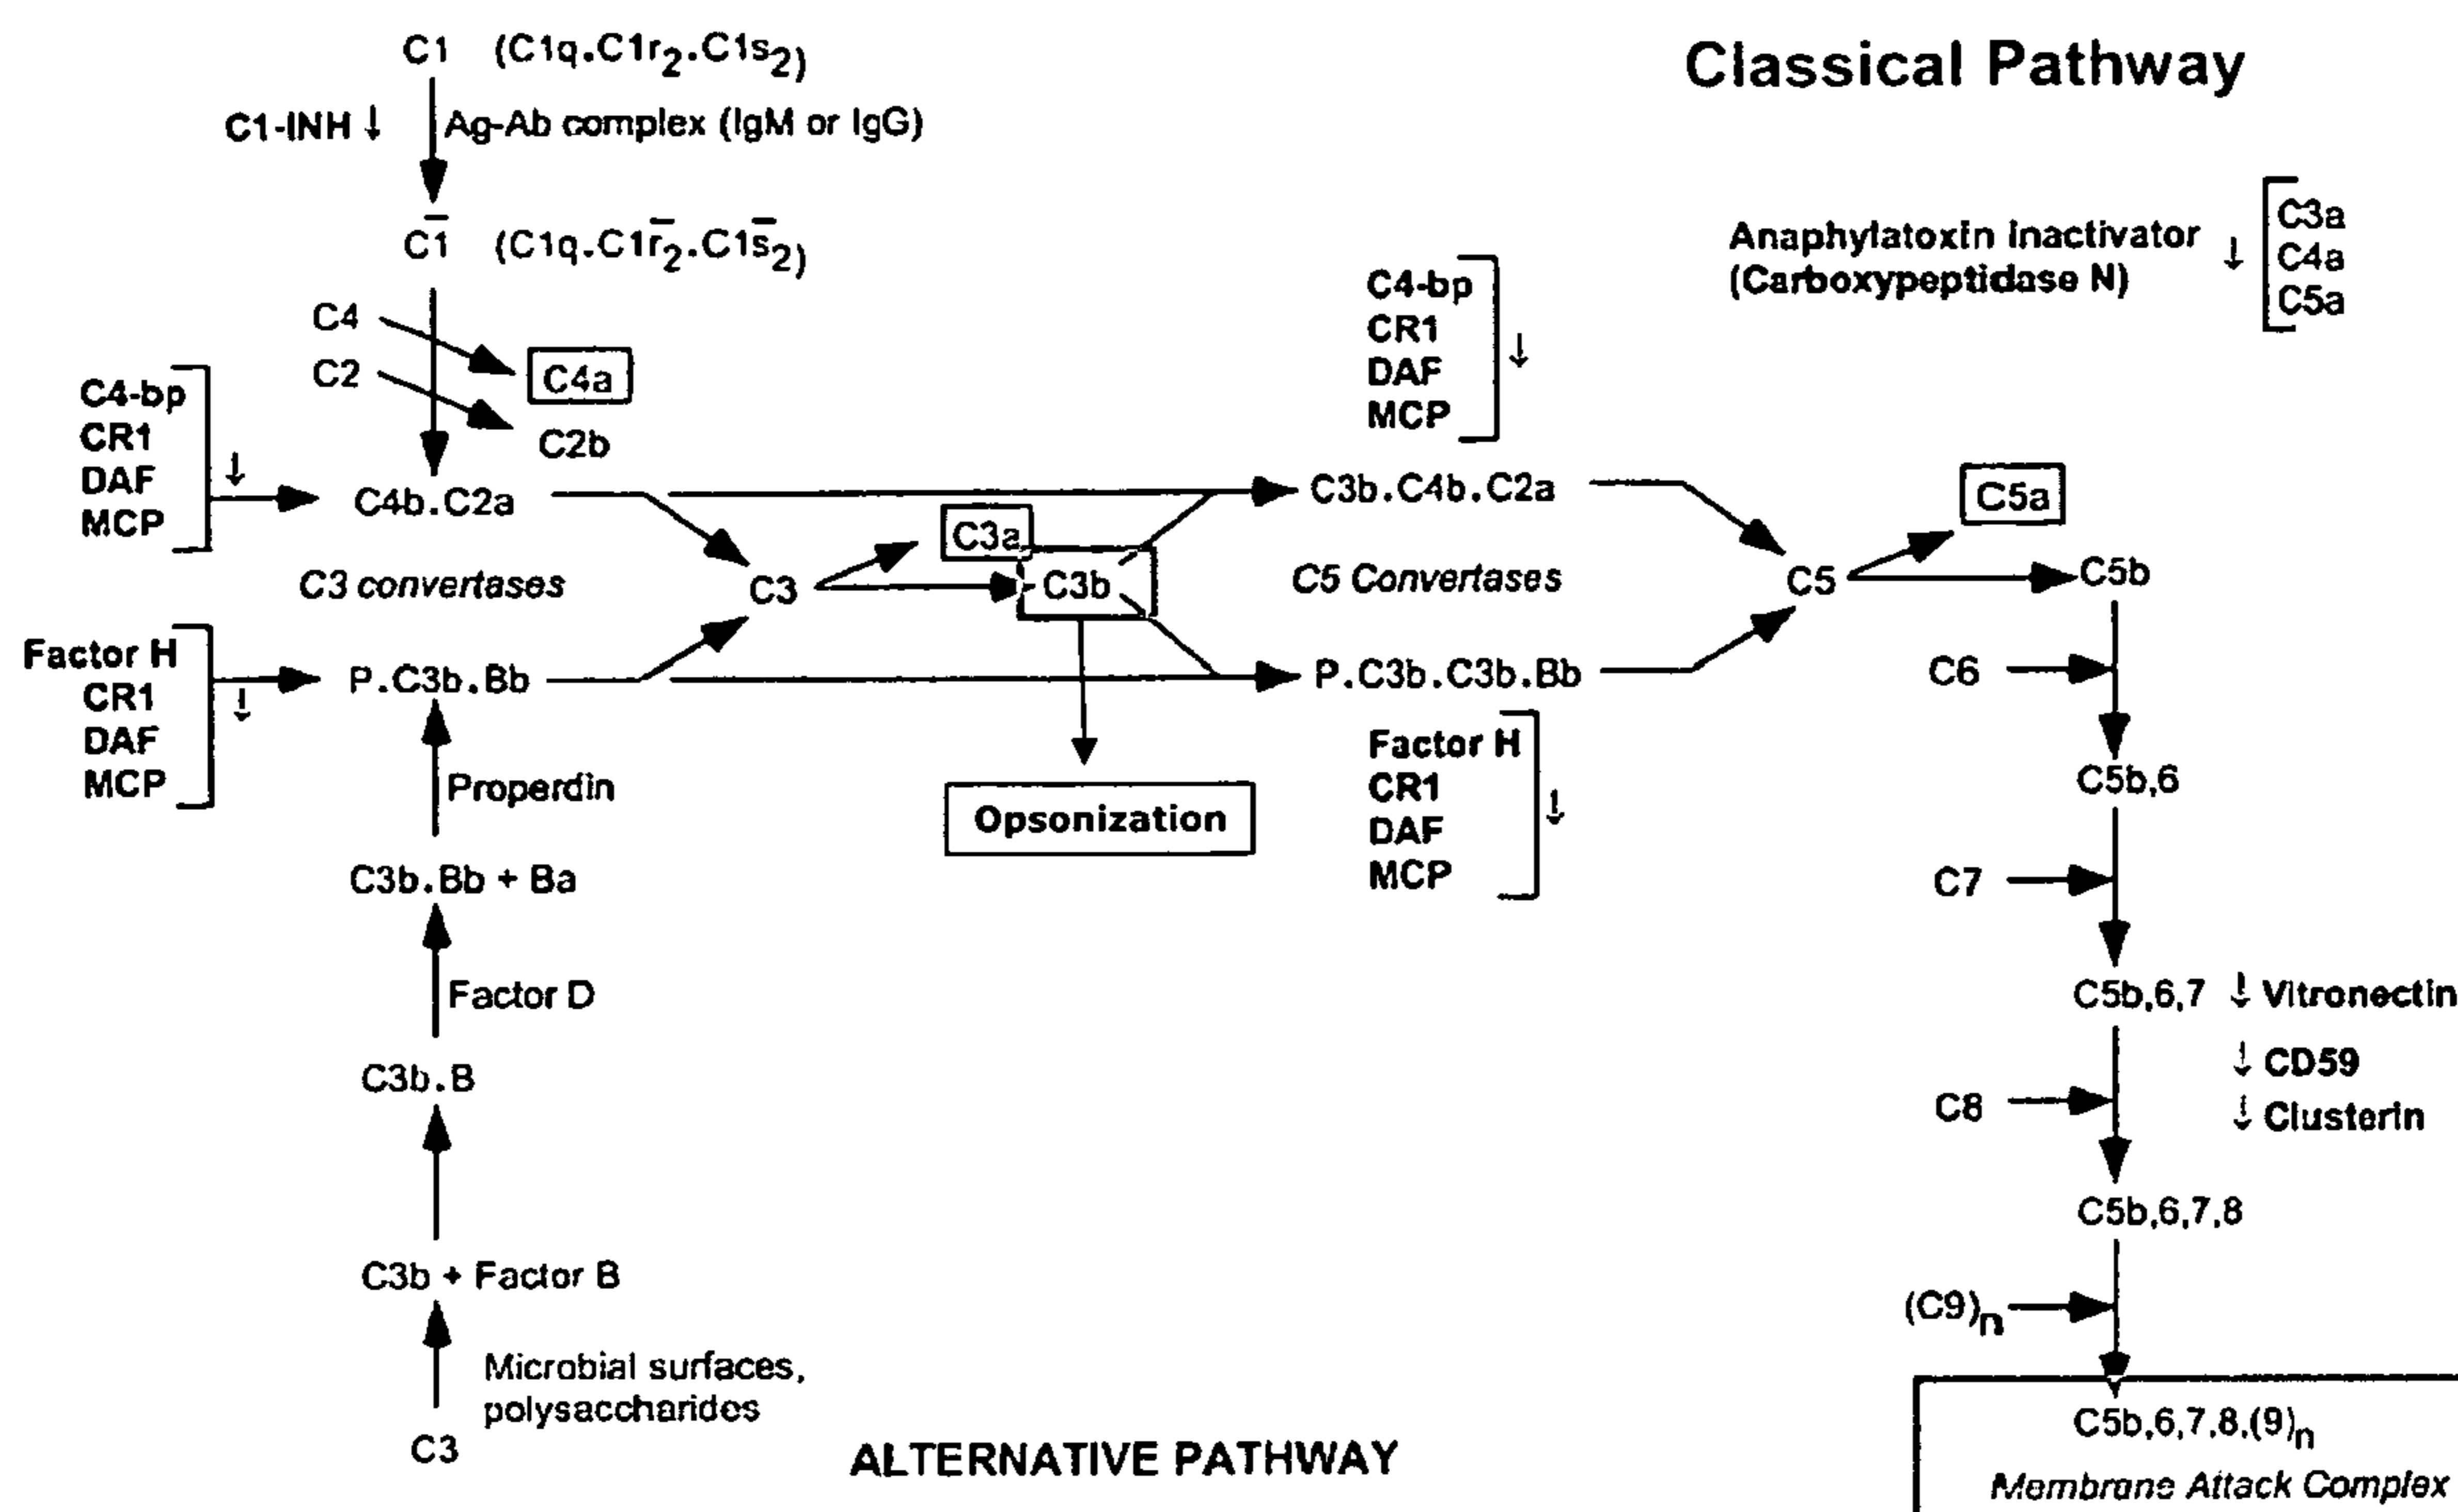 C1 (C1q.C1r2.C1s2)
Classical Pathway
C1-INH ↓
Ag-Ab complex (IgM or IgG)
C̅1̅ (C1q.C1r̅2.C1s̅2)
Anaphylatoxin inactivator
(Carboxypeptidase N)
↓
C3a
C4a
C5a
C4
C2
C4a
C2b
C4-bp
CR1
DAF
MCP
↓
C4b.C2a
C4-bp
CR1
DAF
MCP
↓
C3b.C4b.C2a
C3 convertases
C3
C3a
C3b
C5 Convertases
C5
C5a
C5b
Factor H
CR1
DAF
MCP
↓
P.C3b.Bb
P.C3b.C3b.Bb
Factor H
CR1
DAF
MCP
↓
Opsonization
Properdin
C3b.Bb + Ba
Factor D
C3b.B
C3b + Factor B
Microbial surfaces,
polysaccharides
C3
ALTERNATIVE PATHWAY
C6
C5b,6
C7
C5b,6,7 ↓ Vitronectin
↓ CD59
C8
↓ Clusterin
C5b,6,7,8
(C9)n
C5b,6,7,8,(9)n
Membrane Attack Complex